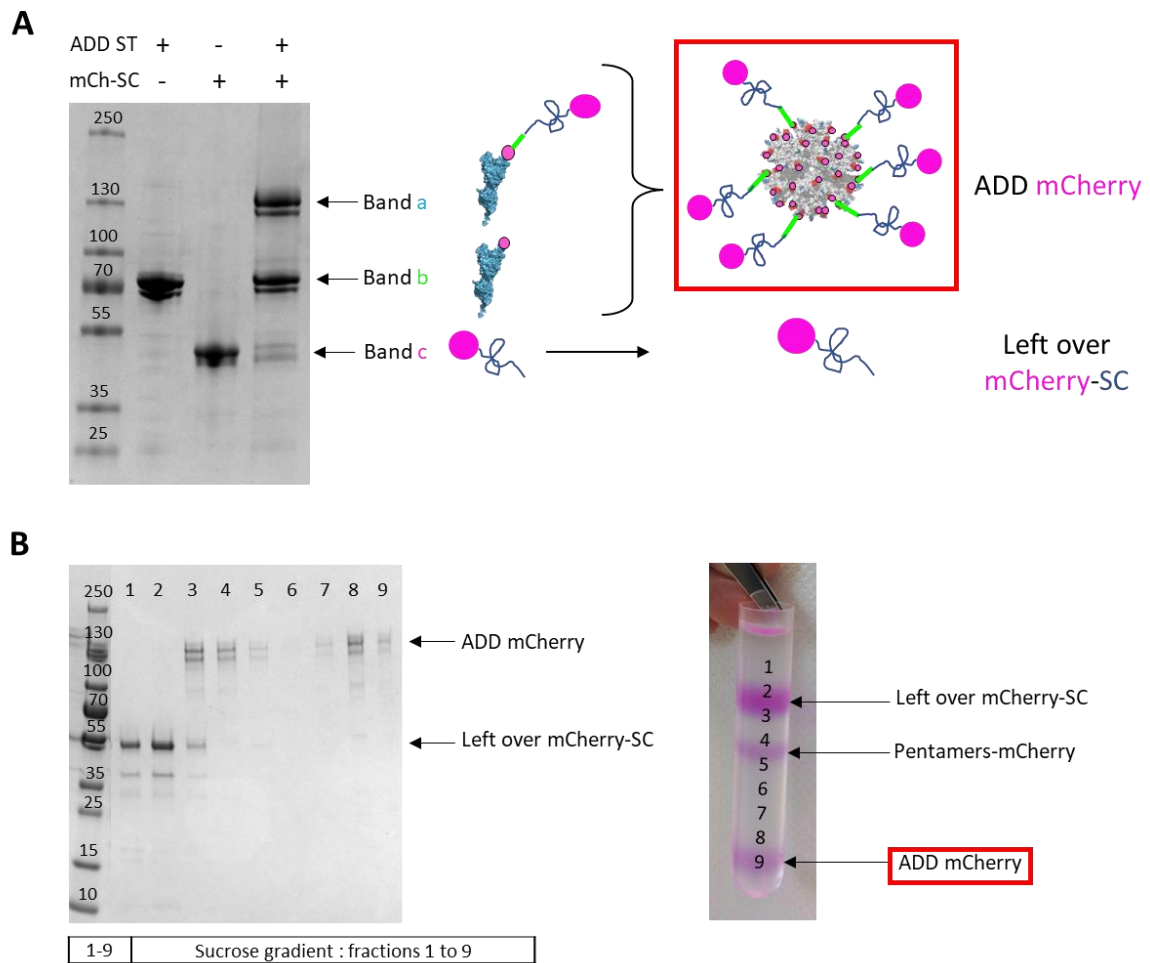 A
ADD ST + - +
mCh-SC - + +
250
130
100
70
55
35
25
Band a
Band b
Band c
ADD mCherry
Left over
mCherry-SC
B
250
130
100
70
55
35
25
15
10
1 2 3 4 5 6 7 8 9
ADD mCherry
Left over mCherry-SC
1-9 Sucrose gradient : fractions 1 to 9
1
2
3
4
5
6
7
8
9
Left over mCherry-SC
Pentamers-mCherry
ADD mCherry